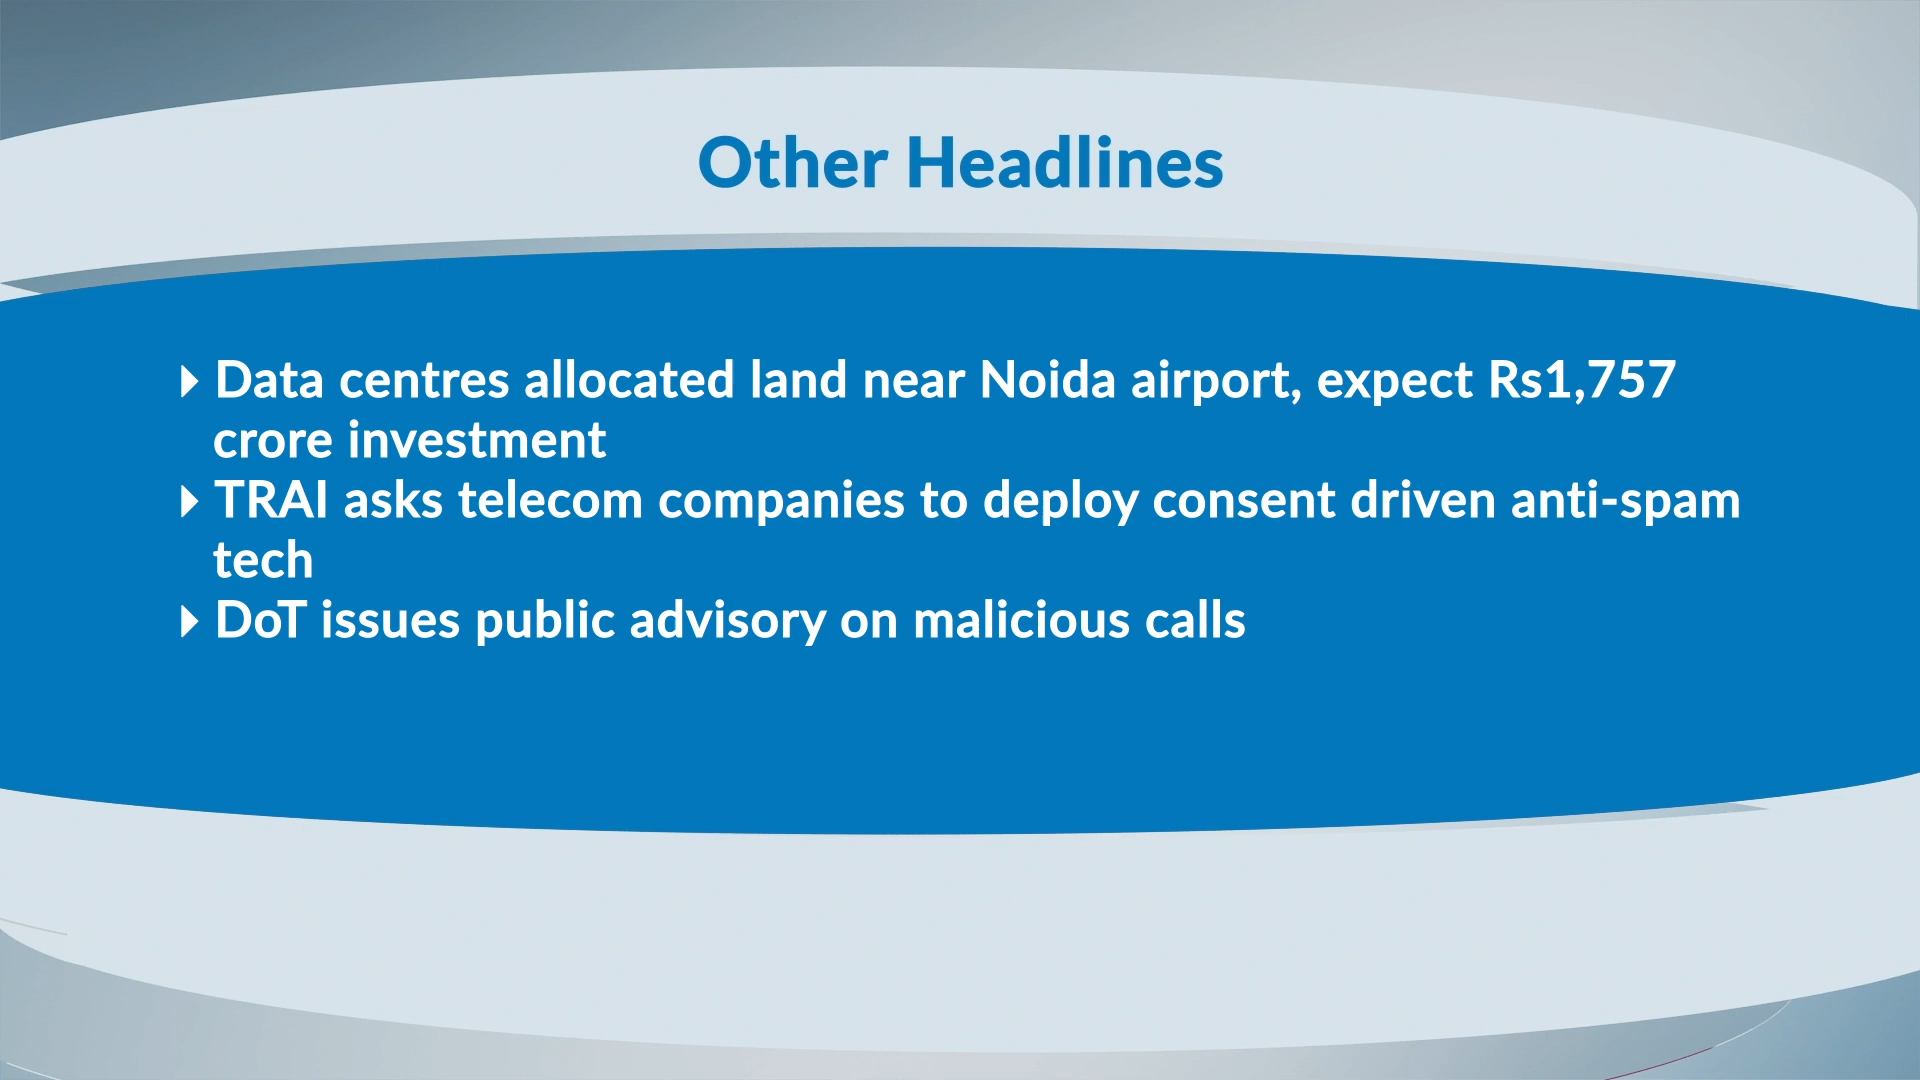 Other Headlines
Data centres allocated land near Noida airport, expect Rs1,757
crore investment
TRAI asks telecom companies to deploy consent driven anti-spam
tech
DoT issues public advisory on malicious calls